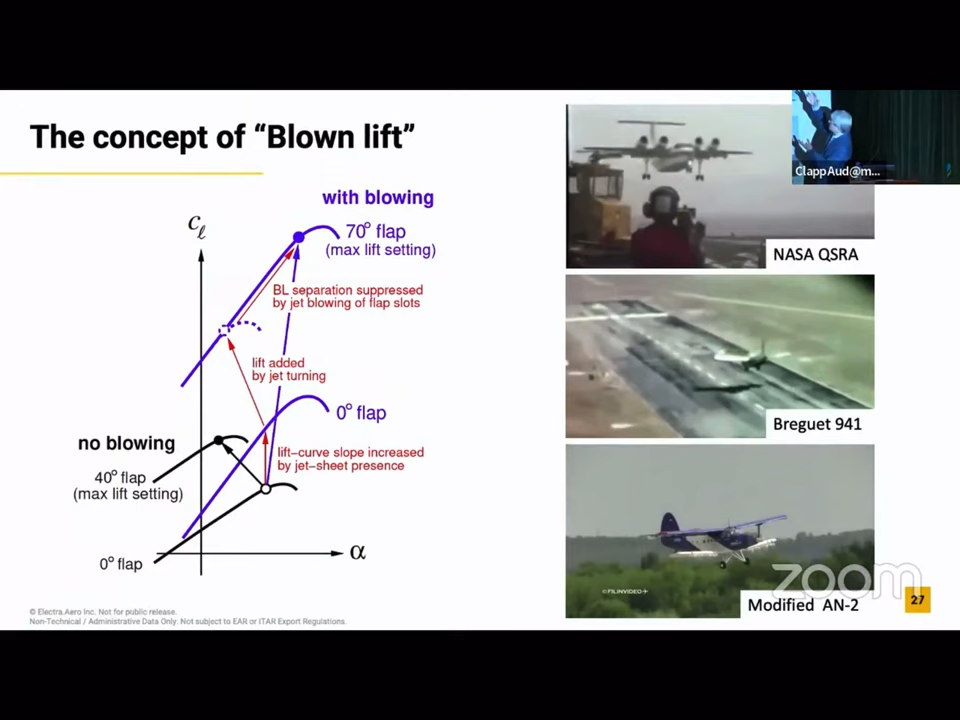 The concept of “Blown lift”
with blowing
cℓ
70° flap
(max lift setting)
BL separation suppressed
by jet blowing of flap slots
lift added
by jet turning
0° flap
no blowing
lift−curve slope increased
by jet−sheet presence
40° flap
(max lift setting)
α
0° flap
© Electra.Aero Inc. Not for public release.
Non-Technical / Administrative Data Only. Not subject to EAR or ITAR Export Regulations.
ClappAud@m...
NASA QSRA
Breguet 941
©FILINVIDEO✈
Modified AN-2
zoom
27